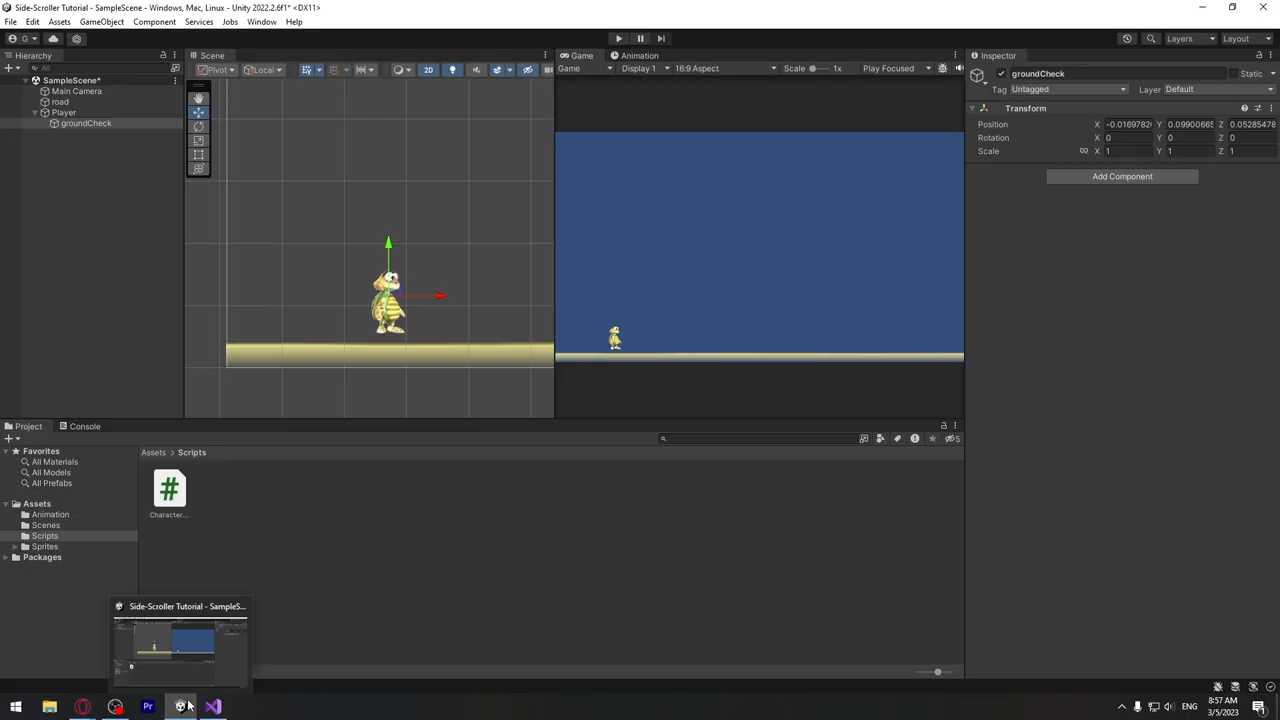 Side-Scroller Tutorial - SampleScene - Windows, Mac, Linux - Unity 2022.2.6f1* <DX11>
File Edit Assets GameObject Component Services Jobs Window Help
G
Layers Layout
Hierarchy
All
SampleScene*
Main Camera
road
Player
groundCheck
Scene
Pivot Local 2D
Game Animation
Game Display 1 16:9 Aspect Scale 1x Play Focused
Inspector
groundCheck Static
Tag Untagged Layer Default
Transform
Position X -0.0169782 Y 0.09900665 Z 0.05285478
Rotation X 0 Y 0 Z 0
Scale X 1 Y 1 Z 1
Add Component
Project Console
5
Favorites
All Materials
All Models
All Prefabs
Assets
Animation
Scenes
Scripts
Sprites
Packages
Assets Scripts
#
Character...
Side-Scroller Tutorial - SampleS...
Pr
ENG
8:57 AM
3/5/2023
1